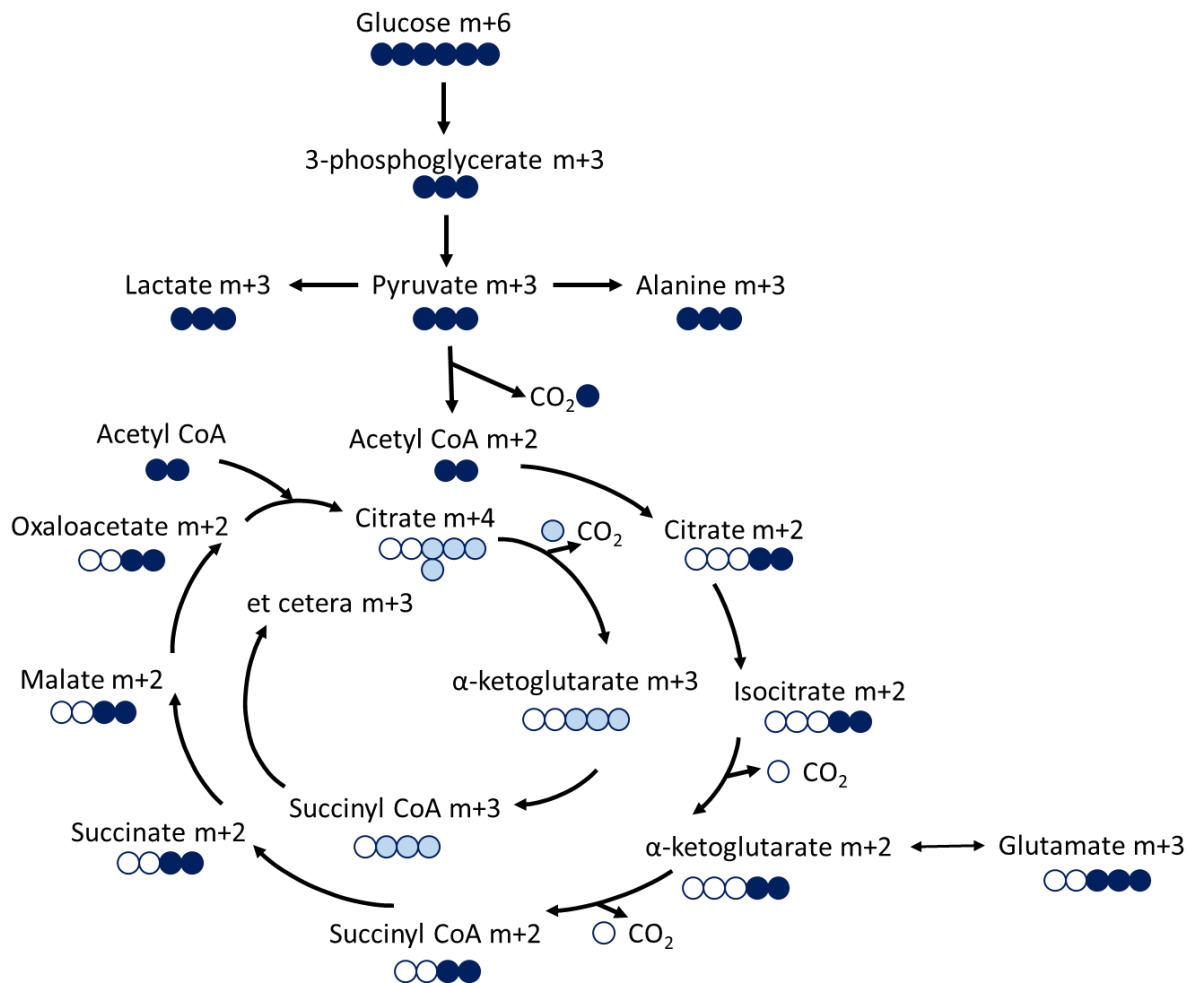 Glucose m+6
3-phosphoglycerate m+3
Lactate m+3
Pyruvate m+3
Alanine m+3
CO₂
Acetyl CoA
Acetyl CoA m+2
Oxaloacetate m+2
Citrate m+4
CO₂
Citrate m+2
et cetera m+3
Malate m+2
α-ketoglutarate m+3
Isocitrate m+2
CO₂
Succinyl CoA m+3
Succinate m+2
α-ketoglutarate m+2
Glutamate m+3
Succinyl CoA m+2
CO₂